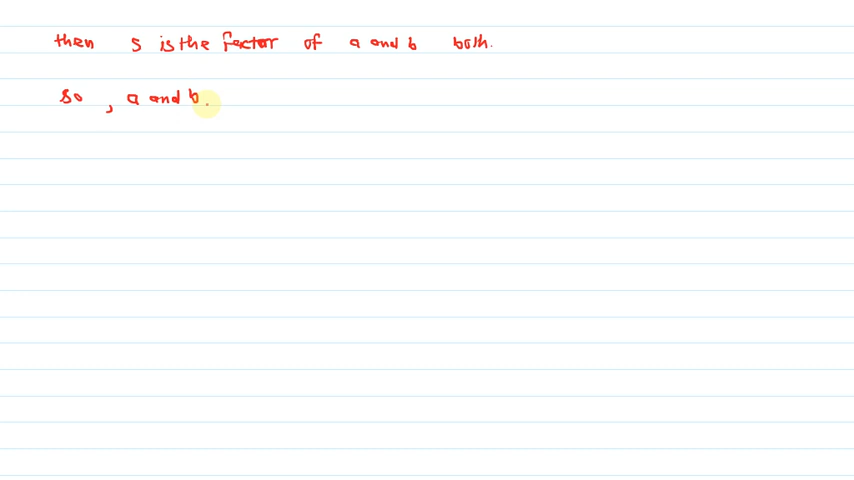 then 5 is the factor of a and b both.
so , a and b.